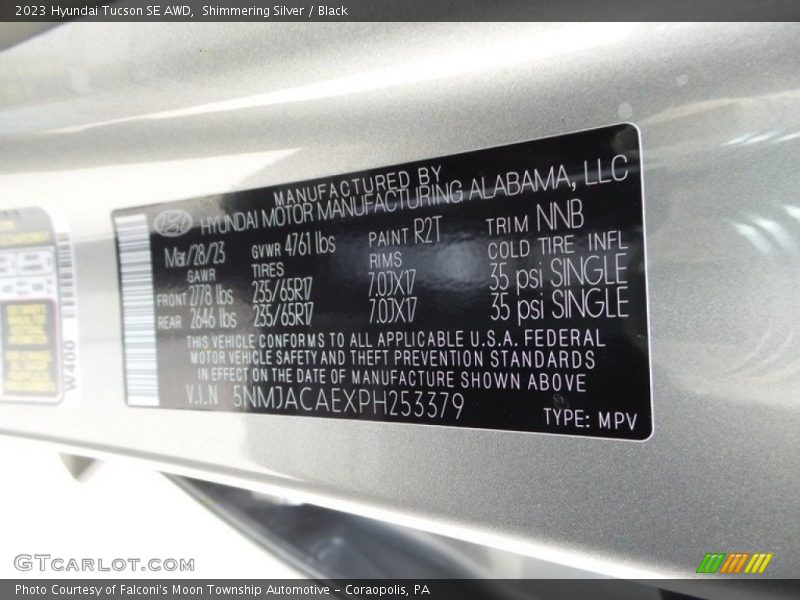 2023 Hyundai Tucson SE AWD, Shimmering Silver / Black
MANUFACTURED BY
HYUNDAI MOTOR MANUFACTURING ALABAMA, LLC
Mar/28/23 GVWR 4761 lbs PAINT R2T TRIM NNB
GAWR TIRES RIMS COLD TIRE INFL
FRONT 2778 lbs 235/65R17 7.0JX17 35 psi SINGLE
REAR 2646 lbs 235/65R17 7.0JX17 35 psi SINGLE
THIS VEHICLE CONFORMS TO ALL APPLICABLE U.S.A. FEDERAL
MOTOR VEHICLE SAFETY AND THEFT PREVENTION STANDARDS
IN EFFECT ON THE DATE OF MANUFACTURE SHOWN ABOVE
V.I.N 5NMJACAEXPH253379
TYPE: MPV
W400
GTcarlot.com
Photo Courtesy of Falconi's Moon Township Automotive - Coraopolis, PA